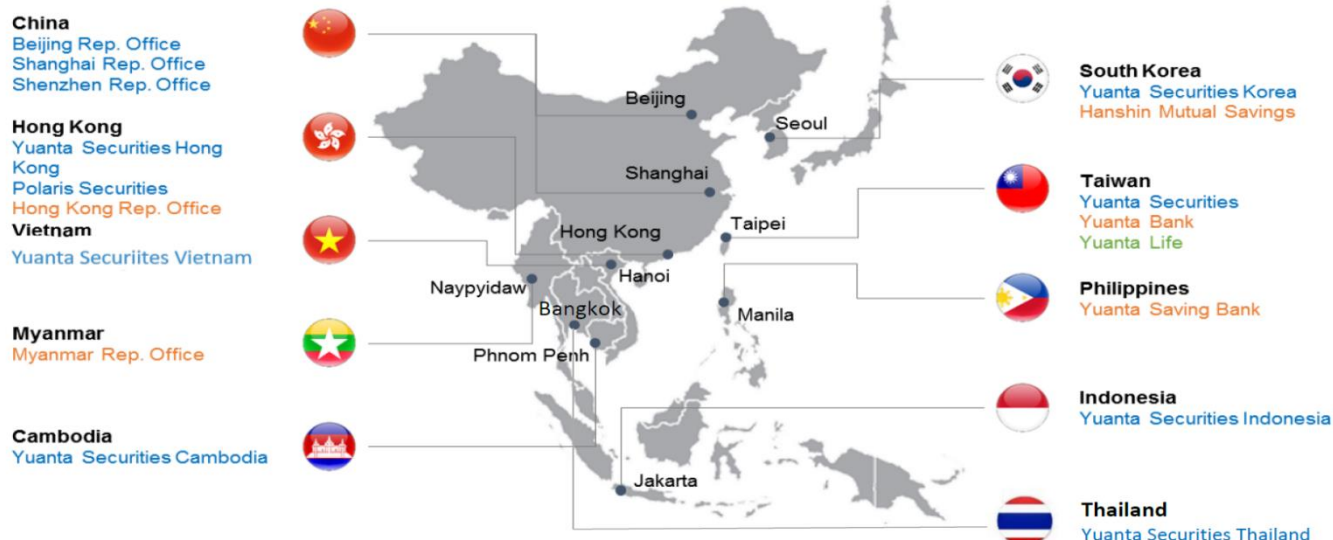 China
Beijing Rep. Office
Shanghai Rep. Office
Shenzhen Rep. Office
Hong Kong
Yuanta Securities Hong
Kong
Polaris Securities
Hong Kong Rep. Office
Vietnam
Yuanta Securiites Vietnam
Myanmar
Myanmar Rep. Office
Cambodia
Yuanta Securities Cambodia
Beijing
Seoul
Shanghai
Taipei
Hong Kong
Hanoi
Naypyidaw
Bangkok
Manila
Phnom Penh
Jakarta
South Korea
Yuanta Securities Korea
Hanshin Mutual Savings
Taiwan
Yuanta Securities
Yuanta Bank
Yuanta Life
Philippines
Yuanta Saving Bank
Indonesia
Yuanta Securities Indonesia
Thailand
Yuanta Securities Thailand